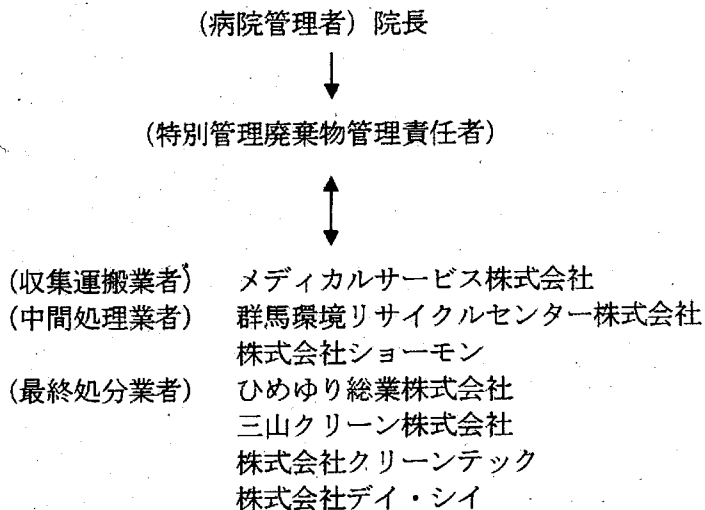 (病院管理者) 院長
(特別管理廃棄物管理責任者)
(収集運搬業者) メディカルサービス株式会社
(中間処理業者) 群馬環境リサイクルセンター株式会社
株式会社ショーモン
(最終処分業者) ひめゆり総業株式会社
三山クリーン株式会社
株式会社クリーンテック
株式会社デイ・シイ